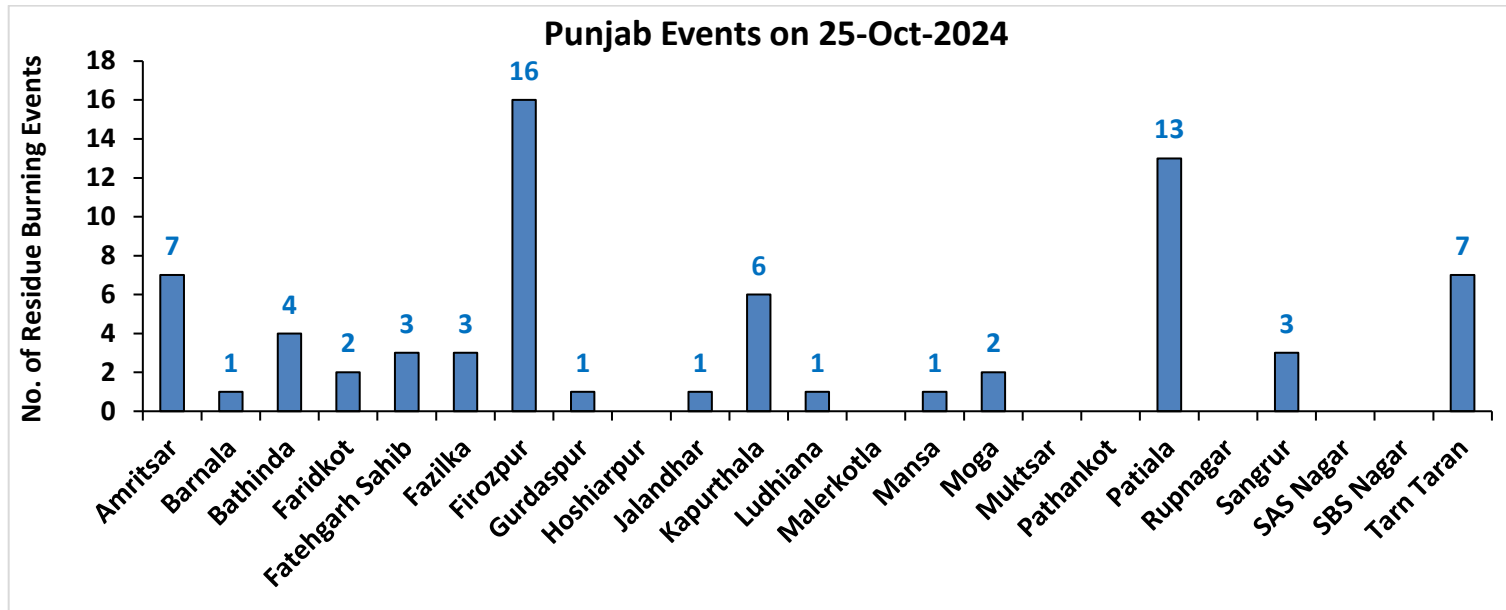 Punjab Events on 25-Oct-2024
No. of Residue Burning Events
18
16
14
12
10
8
6
4
2
0
7
1
4
2
3
3
16
1
1
6
1
1
2
13
3
7
Amritsar
Barnala
Bathinda
Faridkot
Fatehgarh Sahib
Fazilka
Firozpur
Gurdaspur
Hoshiarpur
Jalandhar
Kapurthala
Ludhiana
Malerkotla
Mansa
Moga
Muktsar
Pathankot
Patiala
Rupnagar
Sangrur
SAS Nagar
SBS Nagar
Tarn Taran